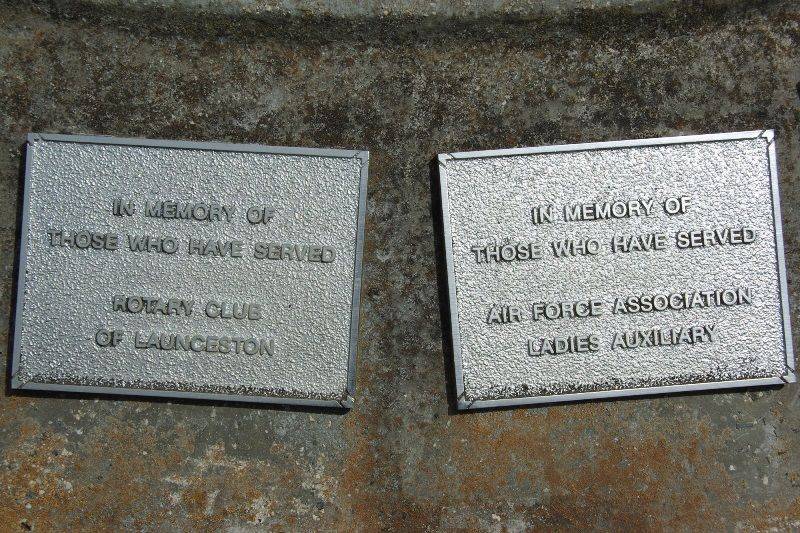 IN MEMORY OF
THOSE WHO HAVE SERVED
ROTARY CLUB
OF LAUNCESTON
IN MEMORY OF
THOSE WHO HAVE SERVED
AIR FORCE ASSOCIATION
LADIES AUXILIARY